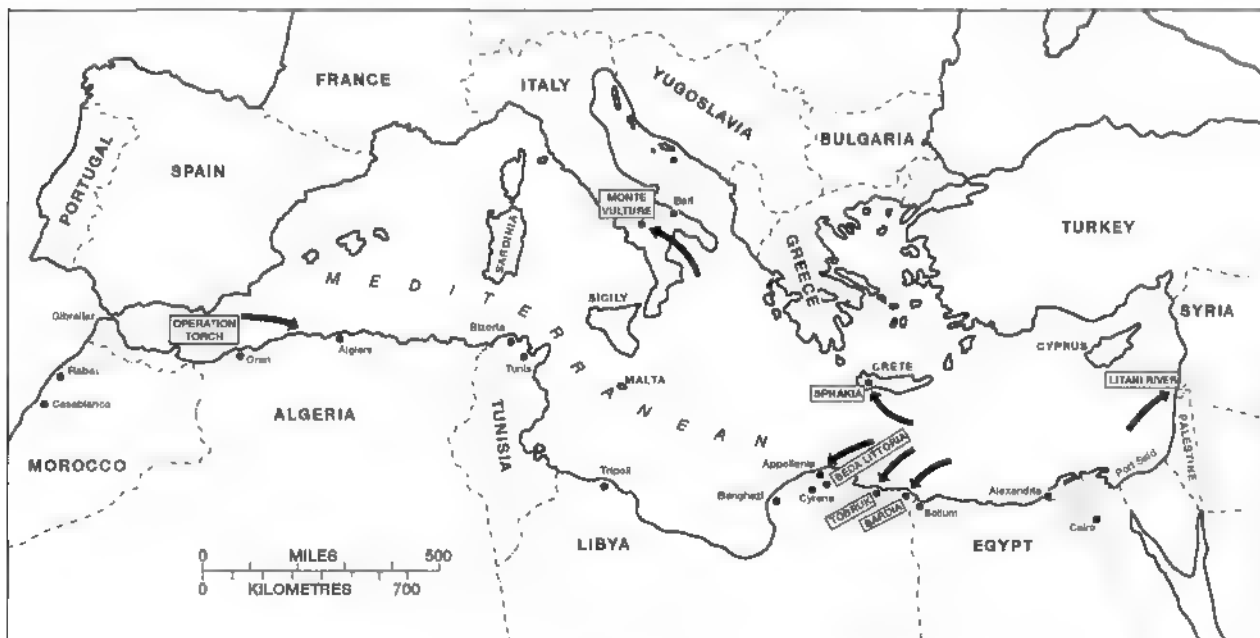 FRANCE
ITALY
YUGOSLAVIA
BULGARIA
PORTUGAL
SPAIN
MONTE
VULTURE
Bari
SARDINIA
GREECE
TURKEY
MEDITERRANEAN
SICILY
SYRIA
Gibraltar
OPERATION
TORCH
Oran
Algiers
Bizerta
Tunis
MALTA
CRETE
SPHAKIA
CYPRUS
LITANI RIVER
PALESTINE
Rabat
Casablanca
MOROCCO
ALGERIA
TUNISIA
Tripoli
Benghazi
Appollonia
Cyrene
BEDA LITTORIA
TOBRUK
BARDIA
Sollum
Alexandria
Port Said
Cairo
LIBYA
EGYPT
0 MILES 500
0 KILOMETRES 700